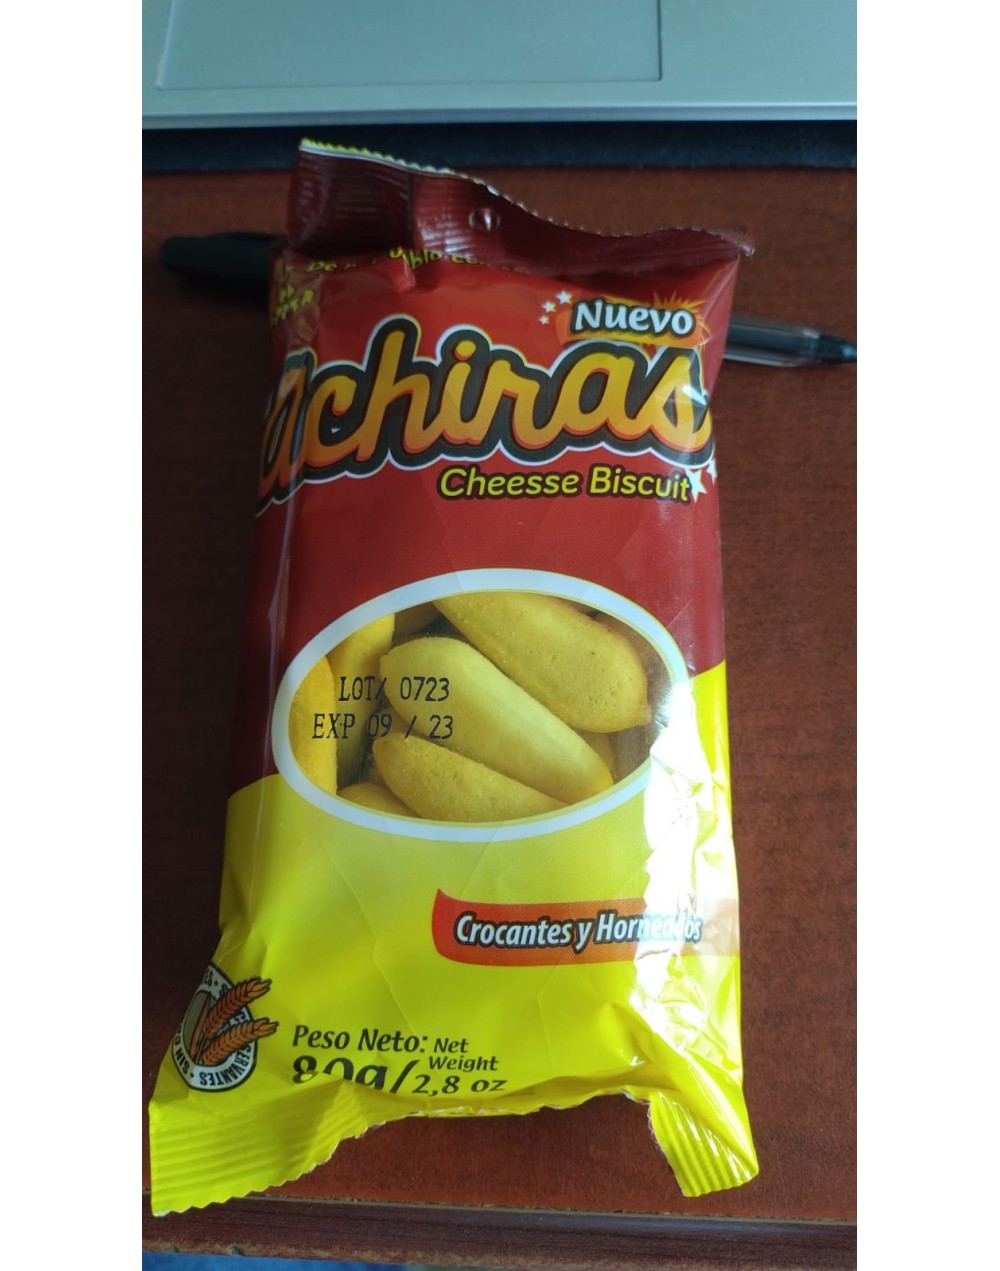 Nuevo
achiras
Cheesse Biscuit
LOT/ 0723
EXP 09 / 23
Crocantes y Horneados
Peso Neto: Net
Weight
80g/2,8 oz